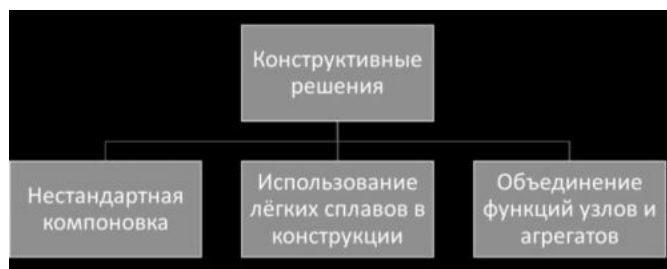 Конструктивные
решения
Нестандартная
компоновка
Использование
лёгких сплавов в
конструкции
Объединение
функций узлов и
агрегатов